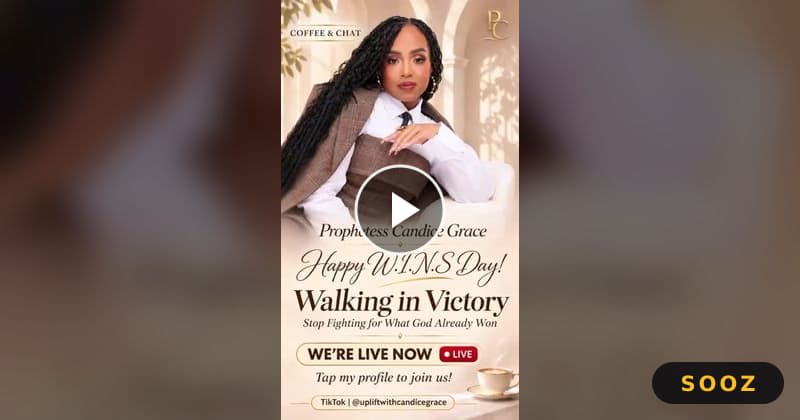 COFFEE & CHAT
PC
Prophetess Candice Grace
Happy W.I.N.S Day!
Walking in Victory
Stop Fighting for What God Already Won
WE'RE LIVE NOW LIVE
Tap my profile to join us!
TikTok | @upliftwithcandicegrace
SOOZ